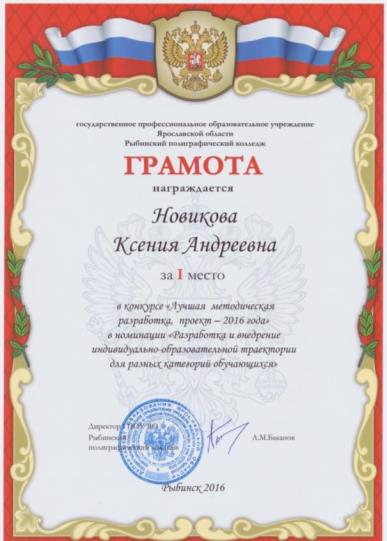 государственное профессиональное образовательное учреждение
Ярославской области
Рыбинский полиграфический колледж
ГРАМОТА
награждается
Новикова
Ксения Андреевна
за I место
в конкурсе «Лучшая методическая
разработка, проект – 2016 года»
в номинации «Разработка и внедрение
индивидуально-образовательной траектории
для разных категорий обучающихся»
Директор ГПОУ ЯО
Рыбинский
полиграфический колледж
Рыбинск 2016